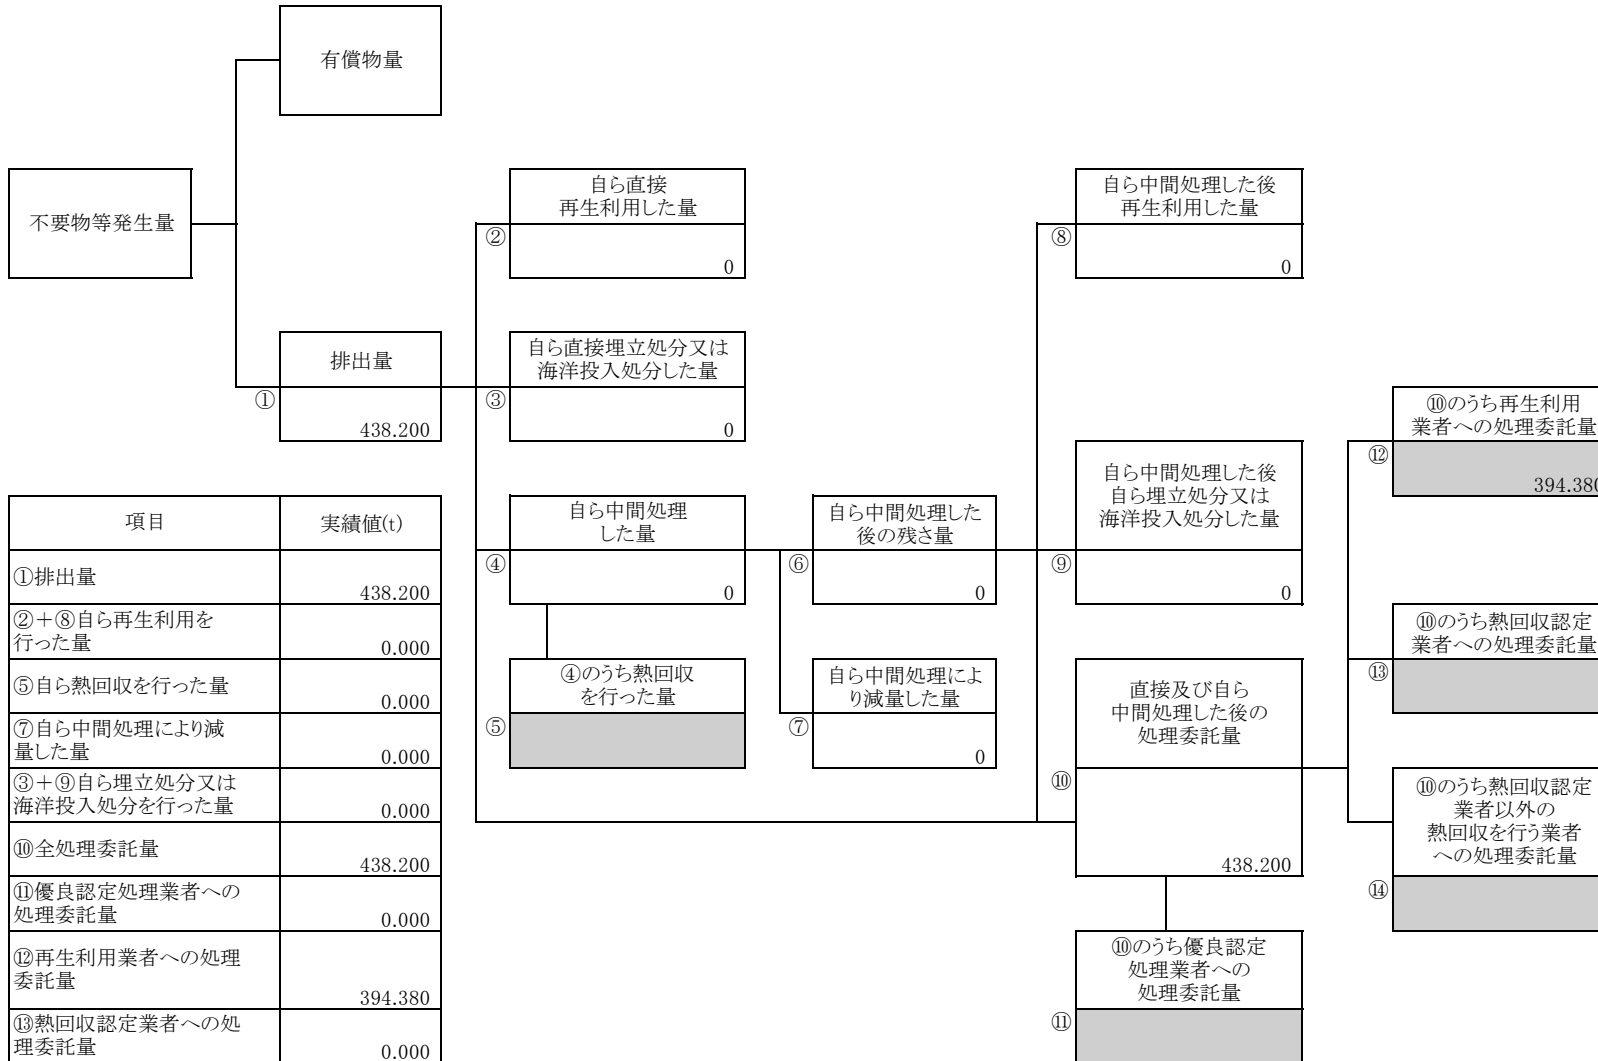 有償物量
不要物等発生量
自ら直接
再生利用した量
②
0
自ら中間処理した後
再生利用した量
⑧
0
排出量
①
438.200
自ら直接埋立処分又は
海洋投入処分した量
③
0
⑩のうち再生利用
業者への処理委託量
⑫
394.380
自ら中間処理
した量
④
0
自ら中間処理した
後の残さ量
⑥
0
自ら中間処理した後
自ら埋立処分又は
海洋投入処分した量
⑨
0
⑩のうち熱回収認定
業者への処理委託量
⑬
④のうち熱回収
を行った量
⑤
自ら中間処理によ
り減量した量
⑦
0
直接及び自ら
中間処理した後の
処理委託量
⑩
438.200
⑩のうち熱回収認定
業者以外の
熱回収を行う業者
への処理委託量
⑭
⑩のうち優良認定
処理業者への
処理委託量
⑪
項目 実績値(t)
①排出量 438.200
②+⑧自ら再生利用を
行った量 0.000
⑤自ら熱回収を行った量 0.000
⑦自ら中間処理により減
量した量 0.000
③+⑨自ら埋立処分又は
海洋投入処分を行った量 0.000
⑩全処理委託量 438.200
⑪優良認定処理業者への
処理委託量 0.000
⑫再生利用業者への処理
委託量 394.380
⑬熱回収認定業者への処
理委託量 0.000